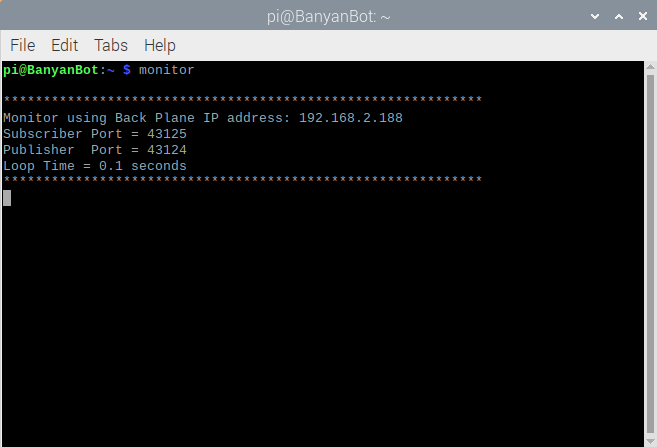 pi@BanyanBot: ~
File Edit Tabs Help
pi@BanyanBot:~ $ monitor
************************************************************
Monitor using Back Plane IP address: 192.168.2.188
Subscriber Port = 43125
Publisher  Port = 43124
Loop Time = 0.1 seconds
************************************************************